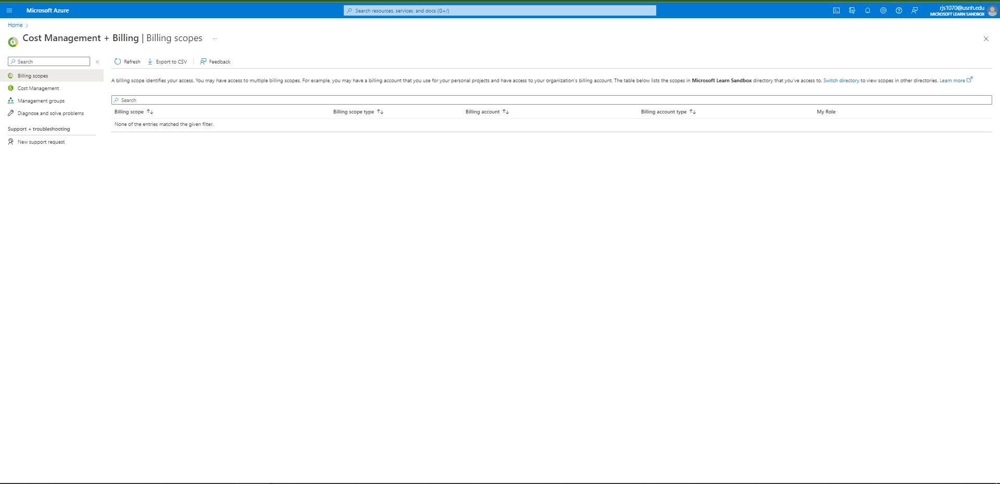 Microsoft Azure
Search resources, services, and docs (G+/)
rjs1070@usnh.edu
MICROSOFT LEARN SANDBOX
Home
Cost Management + Billing | Billing scopes ...
Search «
Refresh Export to CSV Feedback
Billing scopes
Cost Management
Management groups
Diagnose and solve problems
Support + troubleshooting
New support request
A billing scope identifies your access. You may have access to multiple billing scopes. For example, you may have a billing account that you use for your personal projects and have access to your organization's billing account. The table below lists the scopes in Microsoft Learn Sandbox directory that you've access to. Switch directory to view scopes in other directories. Learn more
Search
Billing scope ↑↓ Billing scope type ↑↓ Billing account ↑↓ Billing account type ↑↓ My Role
None of the entries matched the given filter.